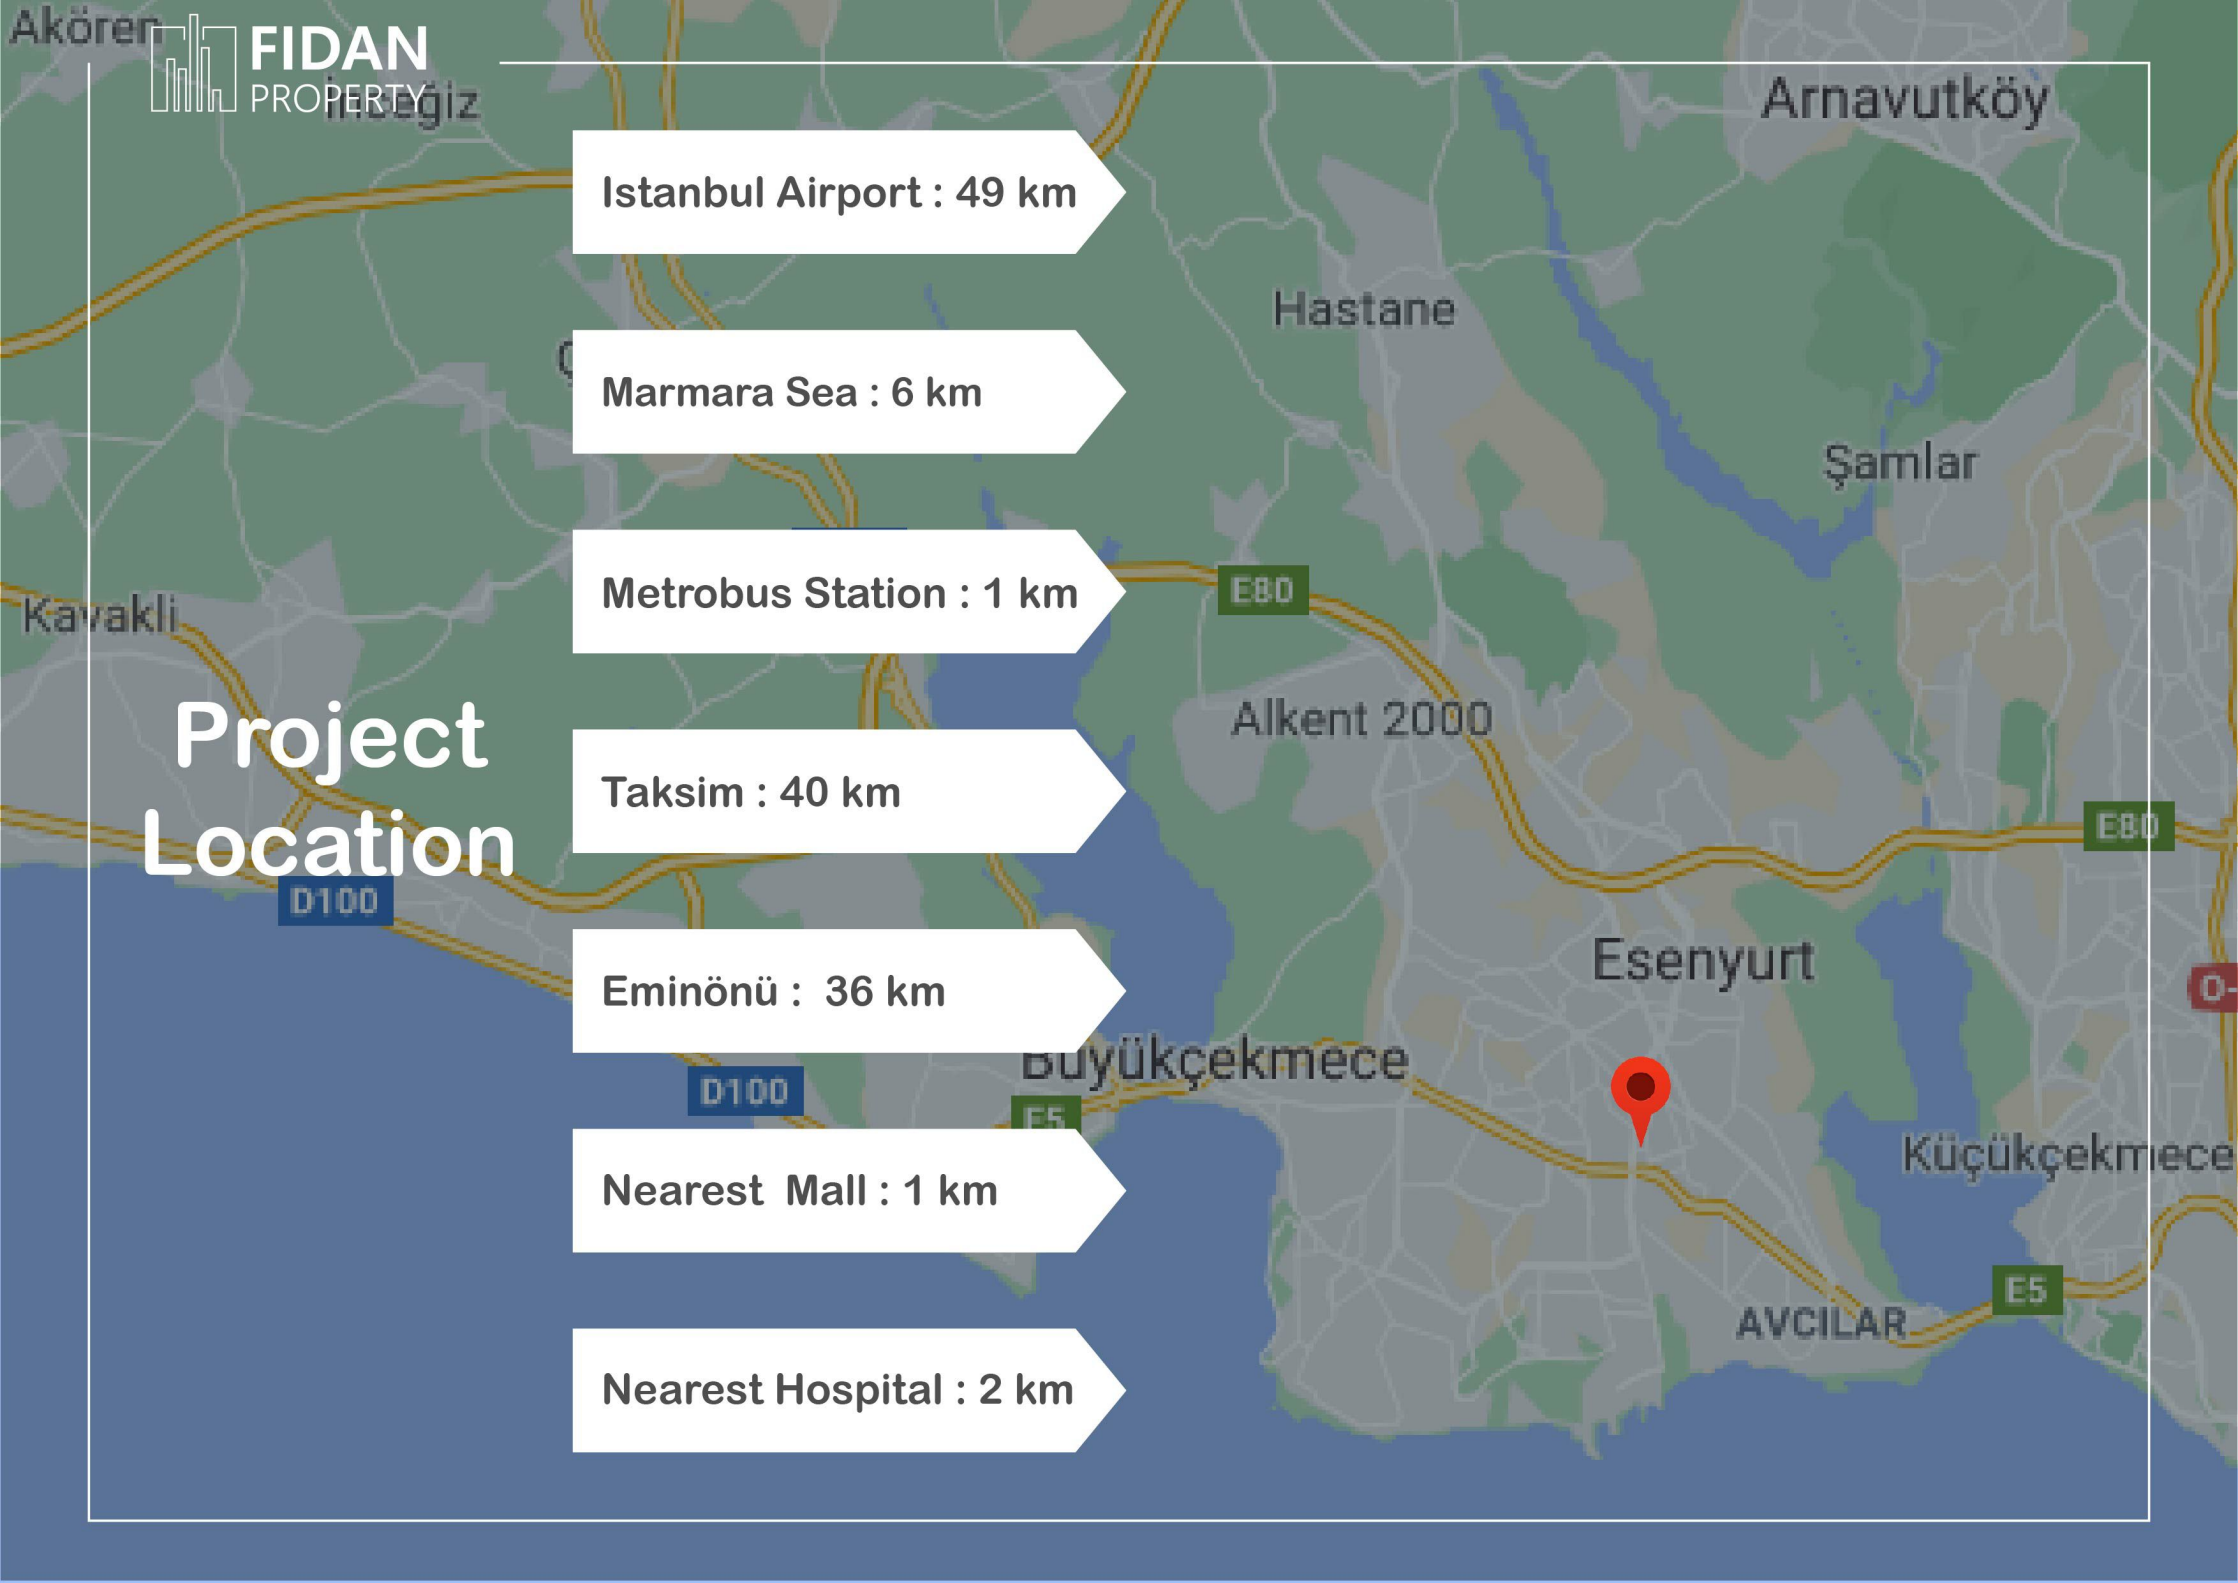 Akören
FIDAN
PROPERTY
İnceğiz
Arnavutköy
Istanbul Airport : 49 km
Hastane
Marmara Sea : 6 km
Şamlar
Metrobus Station : 1 km
E80
Kavakli
Project
Location
Alkent 2000
Taksim : 40 km
E80
D100
Esenyurt
Eminönü :  36 km
O-
Büyükçekmece
D100
E5
Küçükçekmece
Nearest  Mall : 1 km
E5
AVCILAR
Nearest Hospital : 2 km